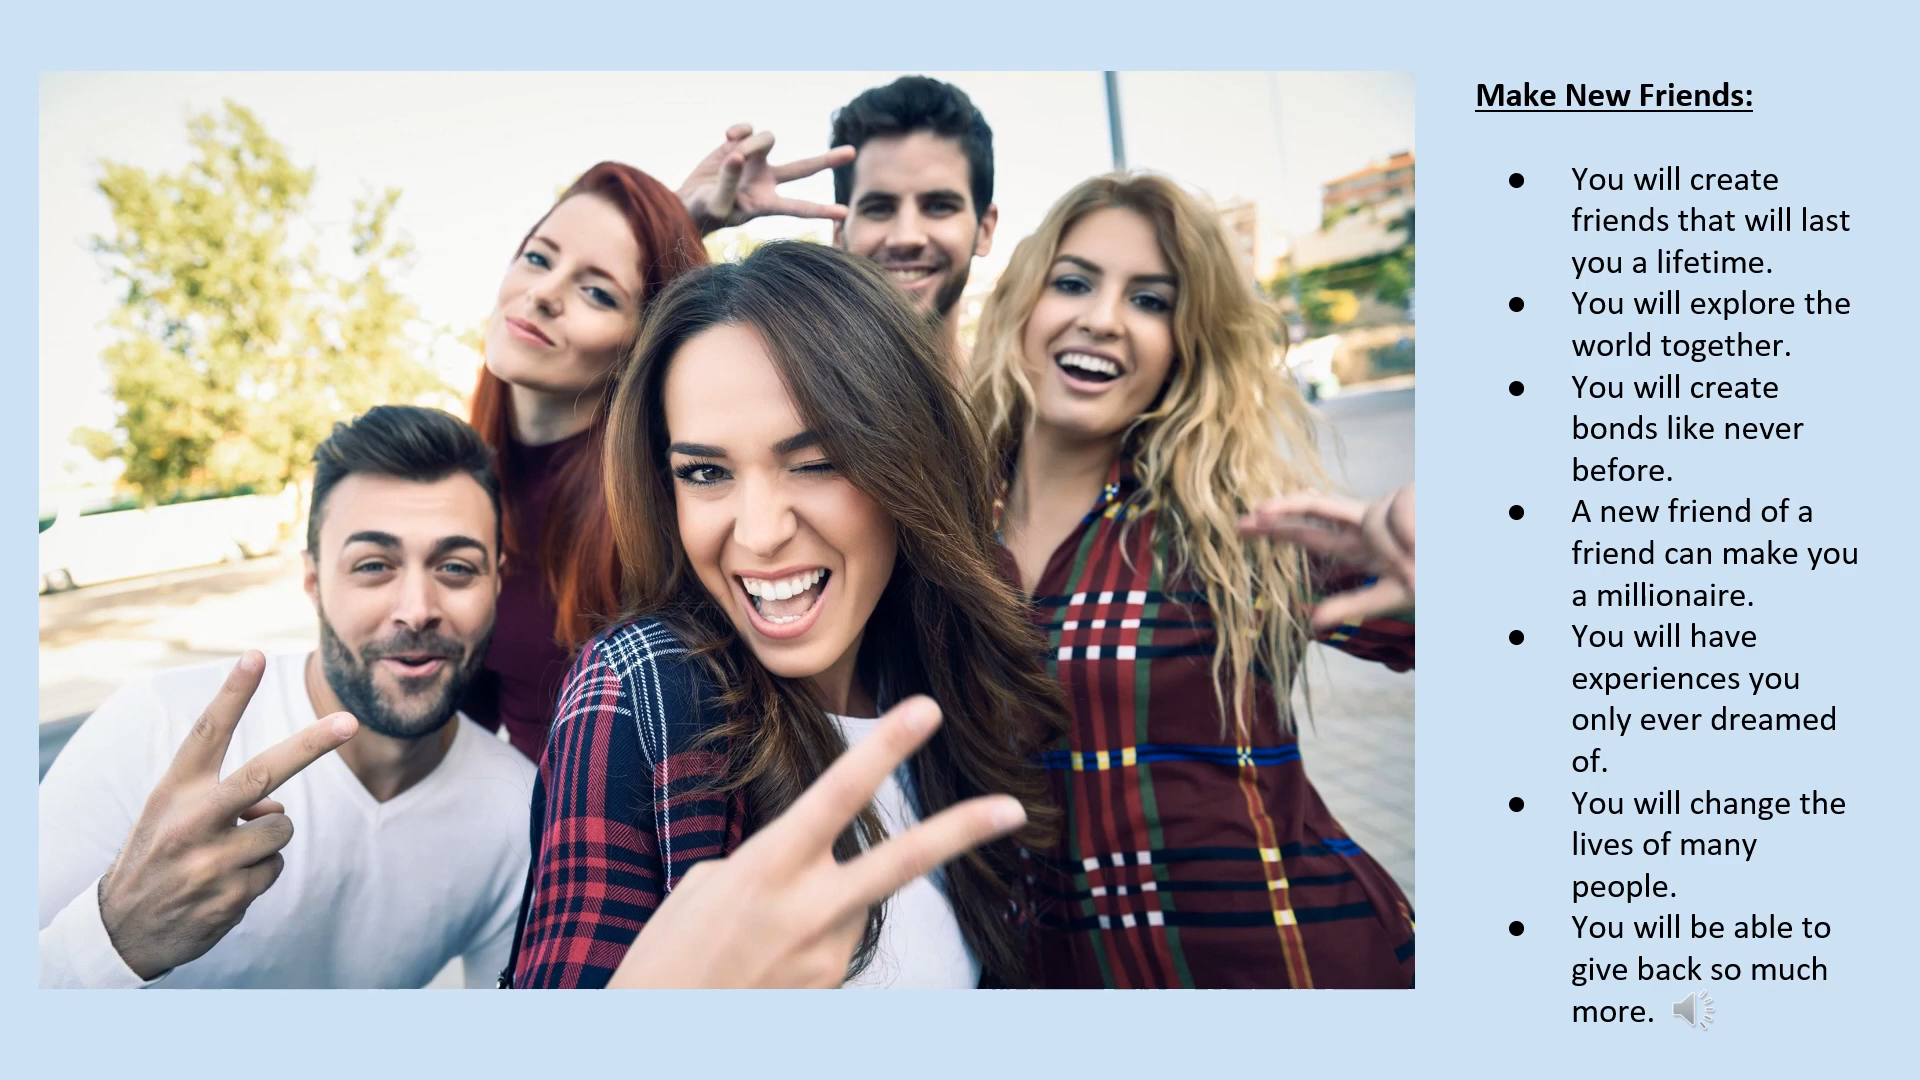 Make New Friends:
● You will create
friends that will last
you a lifetime.
● You will explore the
world together.
● You will create
bonds like never
before.
● A new friend of a
friend can make you
a millionaire.
● You will have
experiences you
only ever dreamed
of.
● You will change the
lives of many
people.
● You will be able to
give back so much
more.